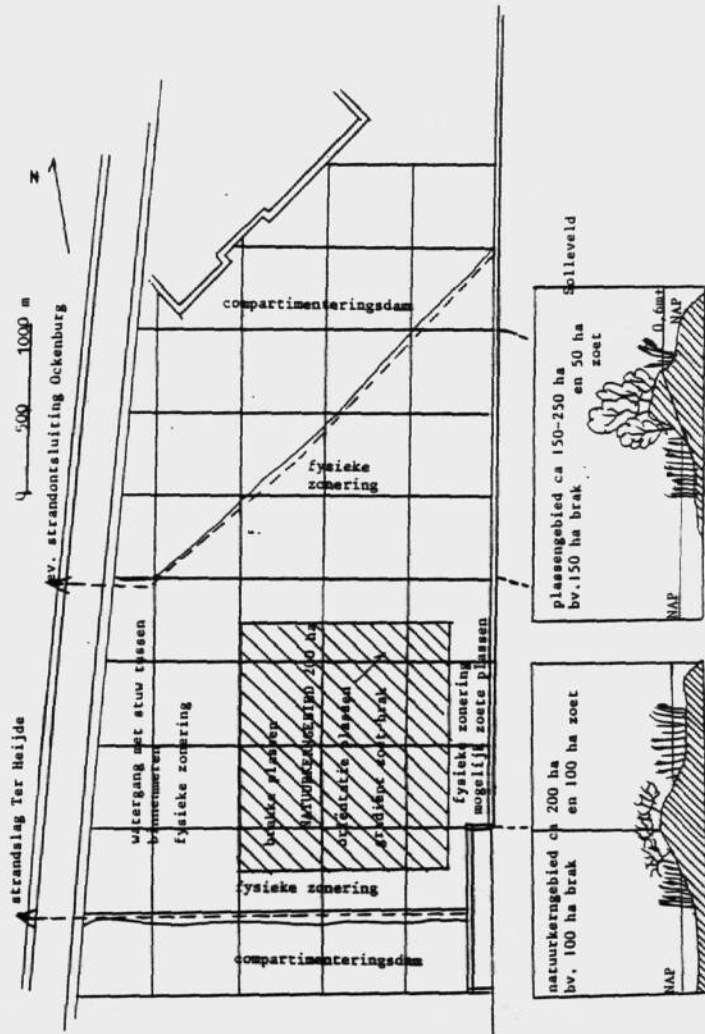 N
0 500 1000 m
strandslag Ter Heijde
ev. strandontsluiting Ockenburg
watergang met stuw tussen
binnenmeren
fysieke zonering
brakke plassen
NATUURKERNGEBIED 200 ha
oriëtatie plassen
gradiënt zoet-brak
fysieke zonering
mogelijk zoete plassen
fysieke zonering
compartimenteringsdam
fysieke
zonering
compartimenteringsdam
natuurkerngebied ca 200 ha
bv. 100 ha brak en 100 ha zoet
NAP
plassengebied ca 150-250 ha
bv.150 ha brak en 50 ha
zoet
NAP
0,6m+
NAP
Solleveld